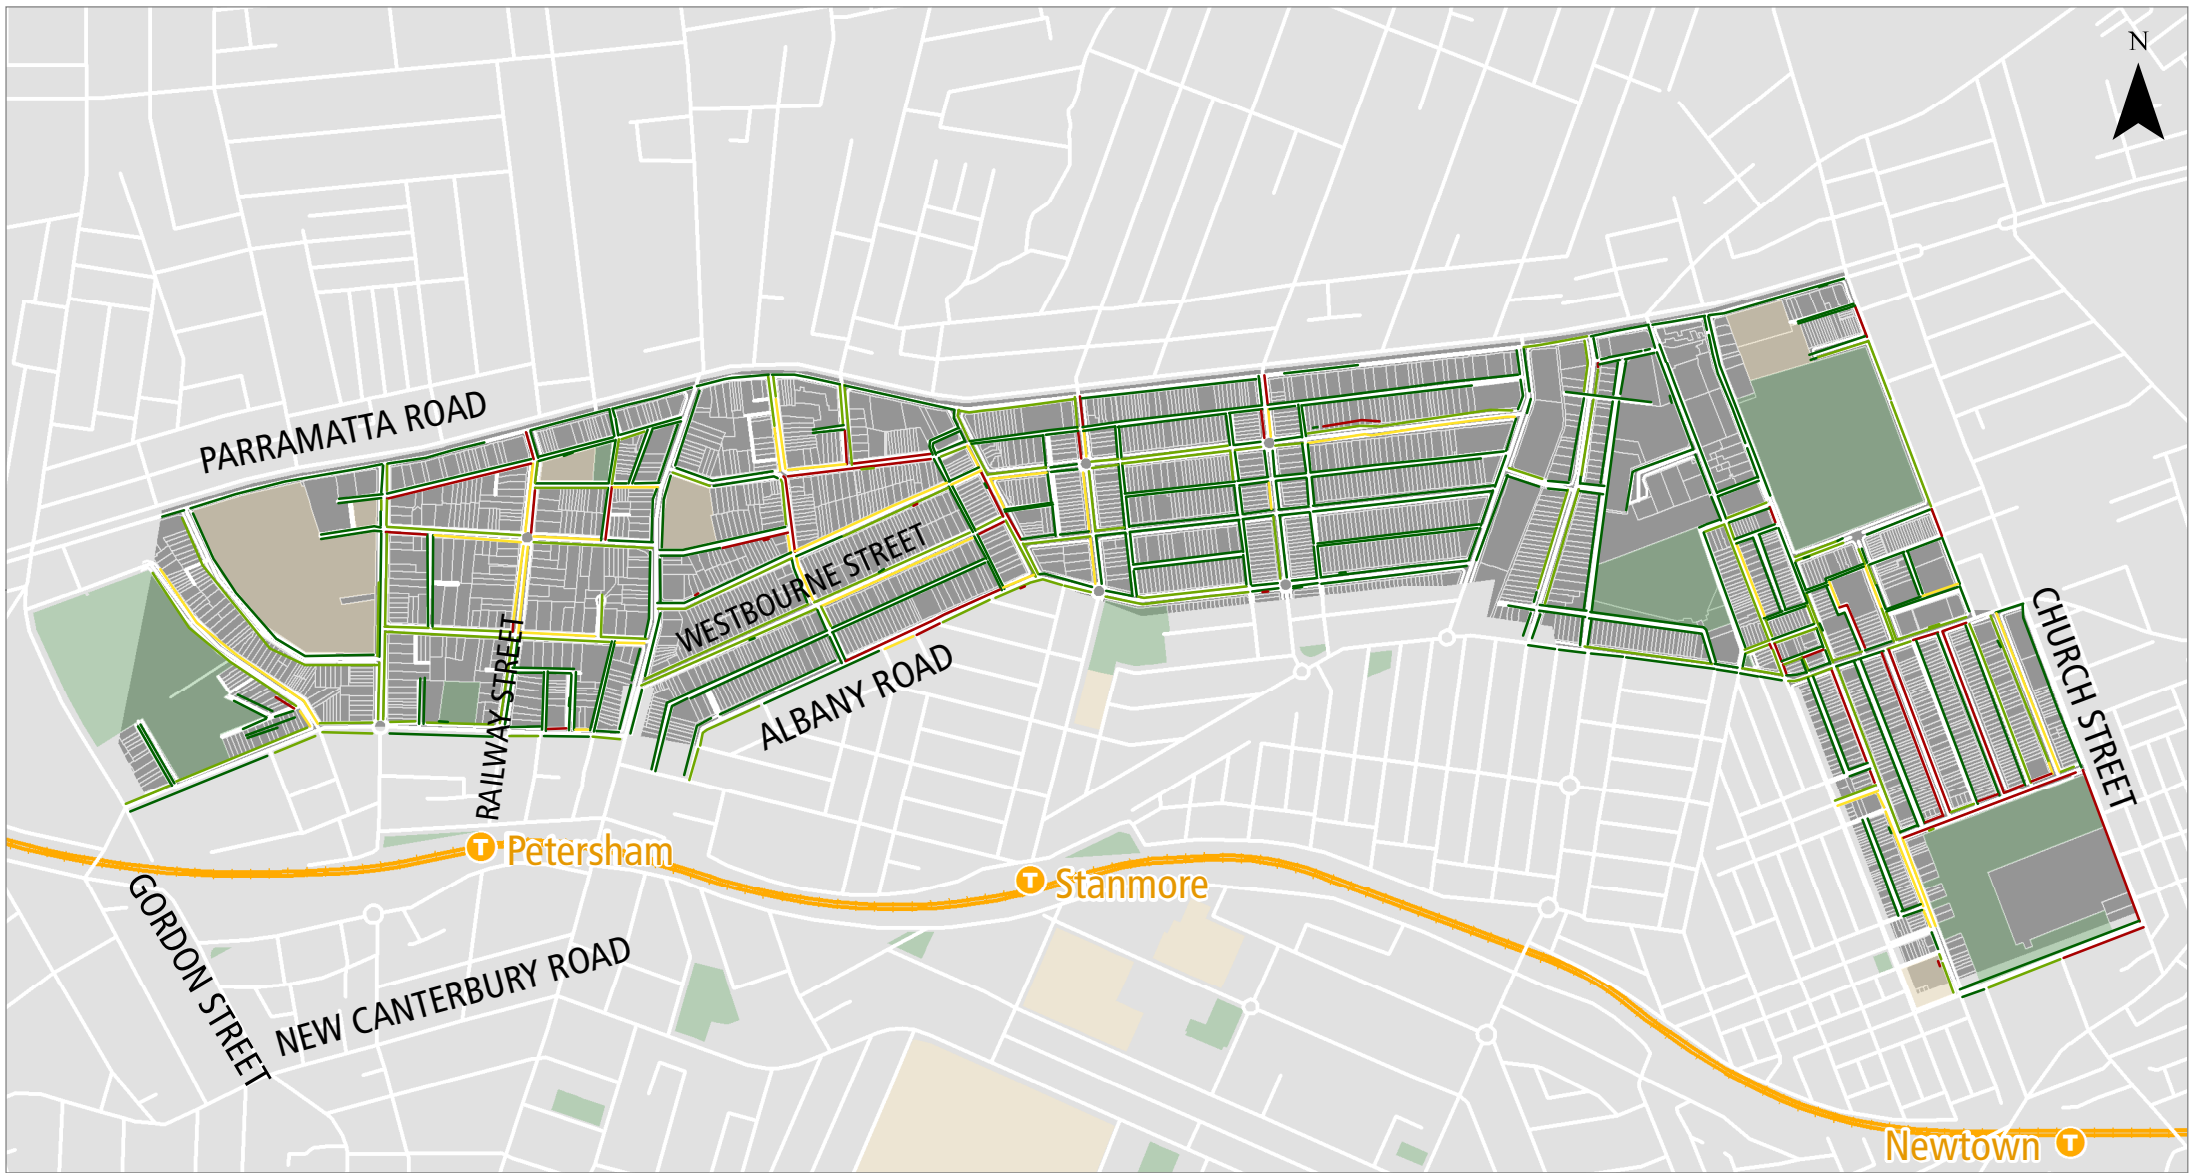 N
PARRAMATTA ROAD
WESTBOURNE STREET
CHURCH STREET
RAILWAY STREET
ALBANY ROAD
T Petersham
T Stanmore
GORDON STREET
NEW CANTERBURY ROAD
Newtown T